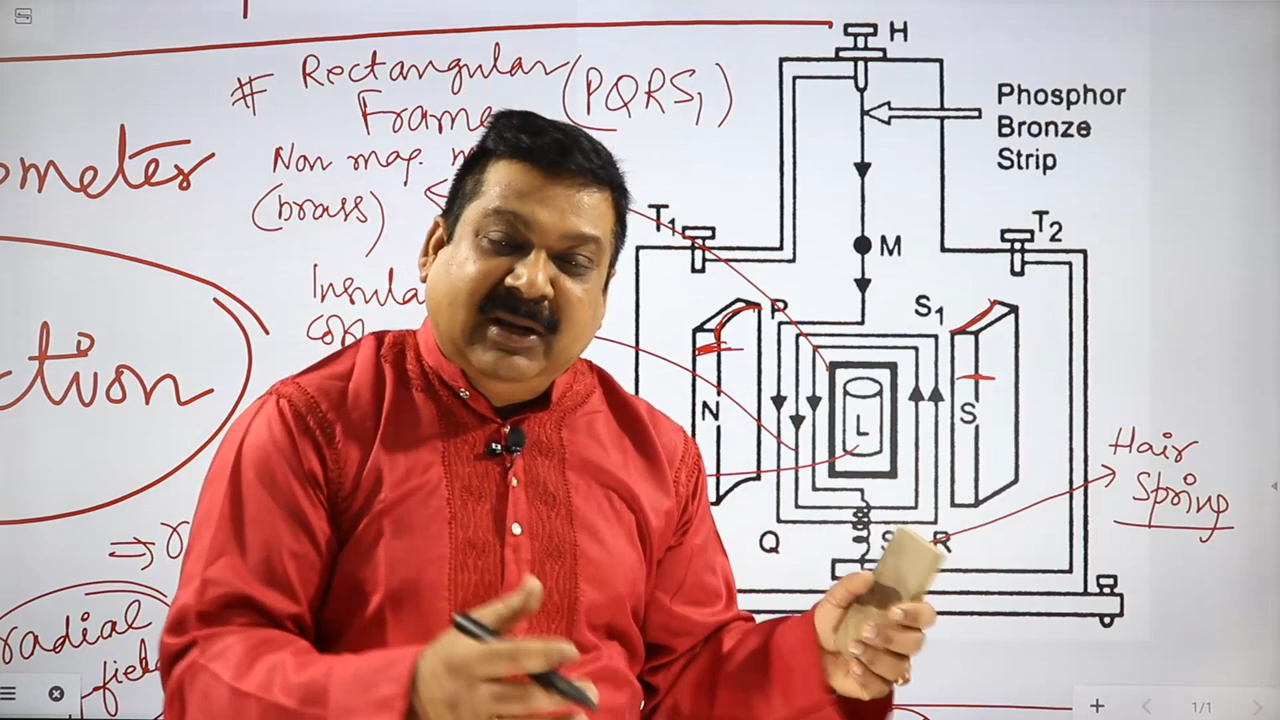 # Rectangular (PQRS₁)
Frame
Non mag.
(brass)
ometer
ction
radial
field
H
Phosphor
Bronze
Strip
T₁
T₂
M
P
S₁
N
L
S
Q
R
Hair
Spring
1/1